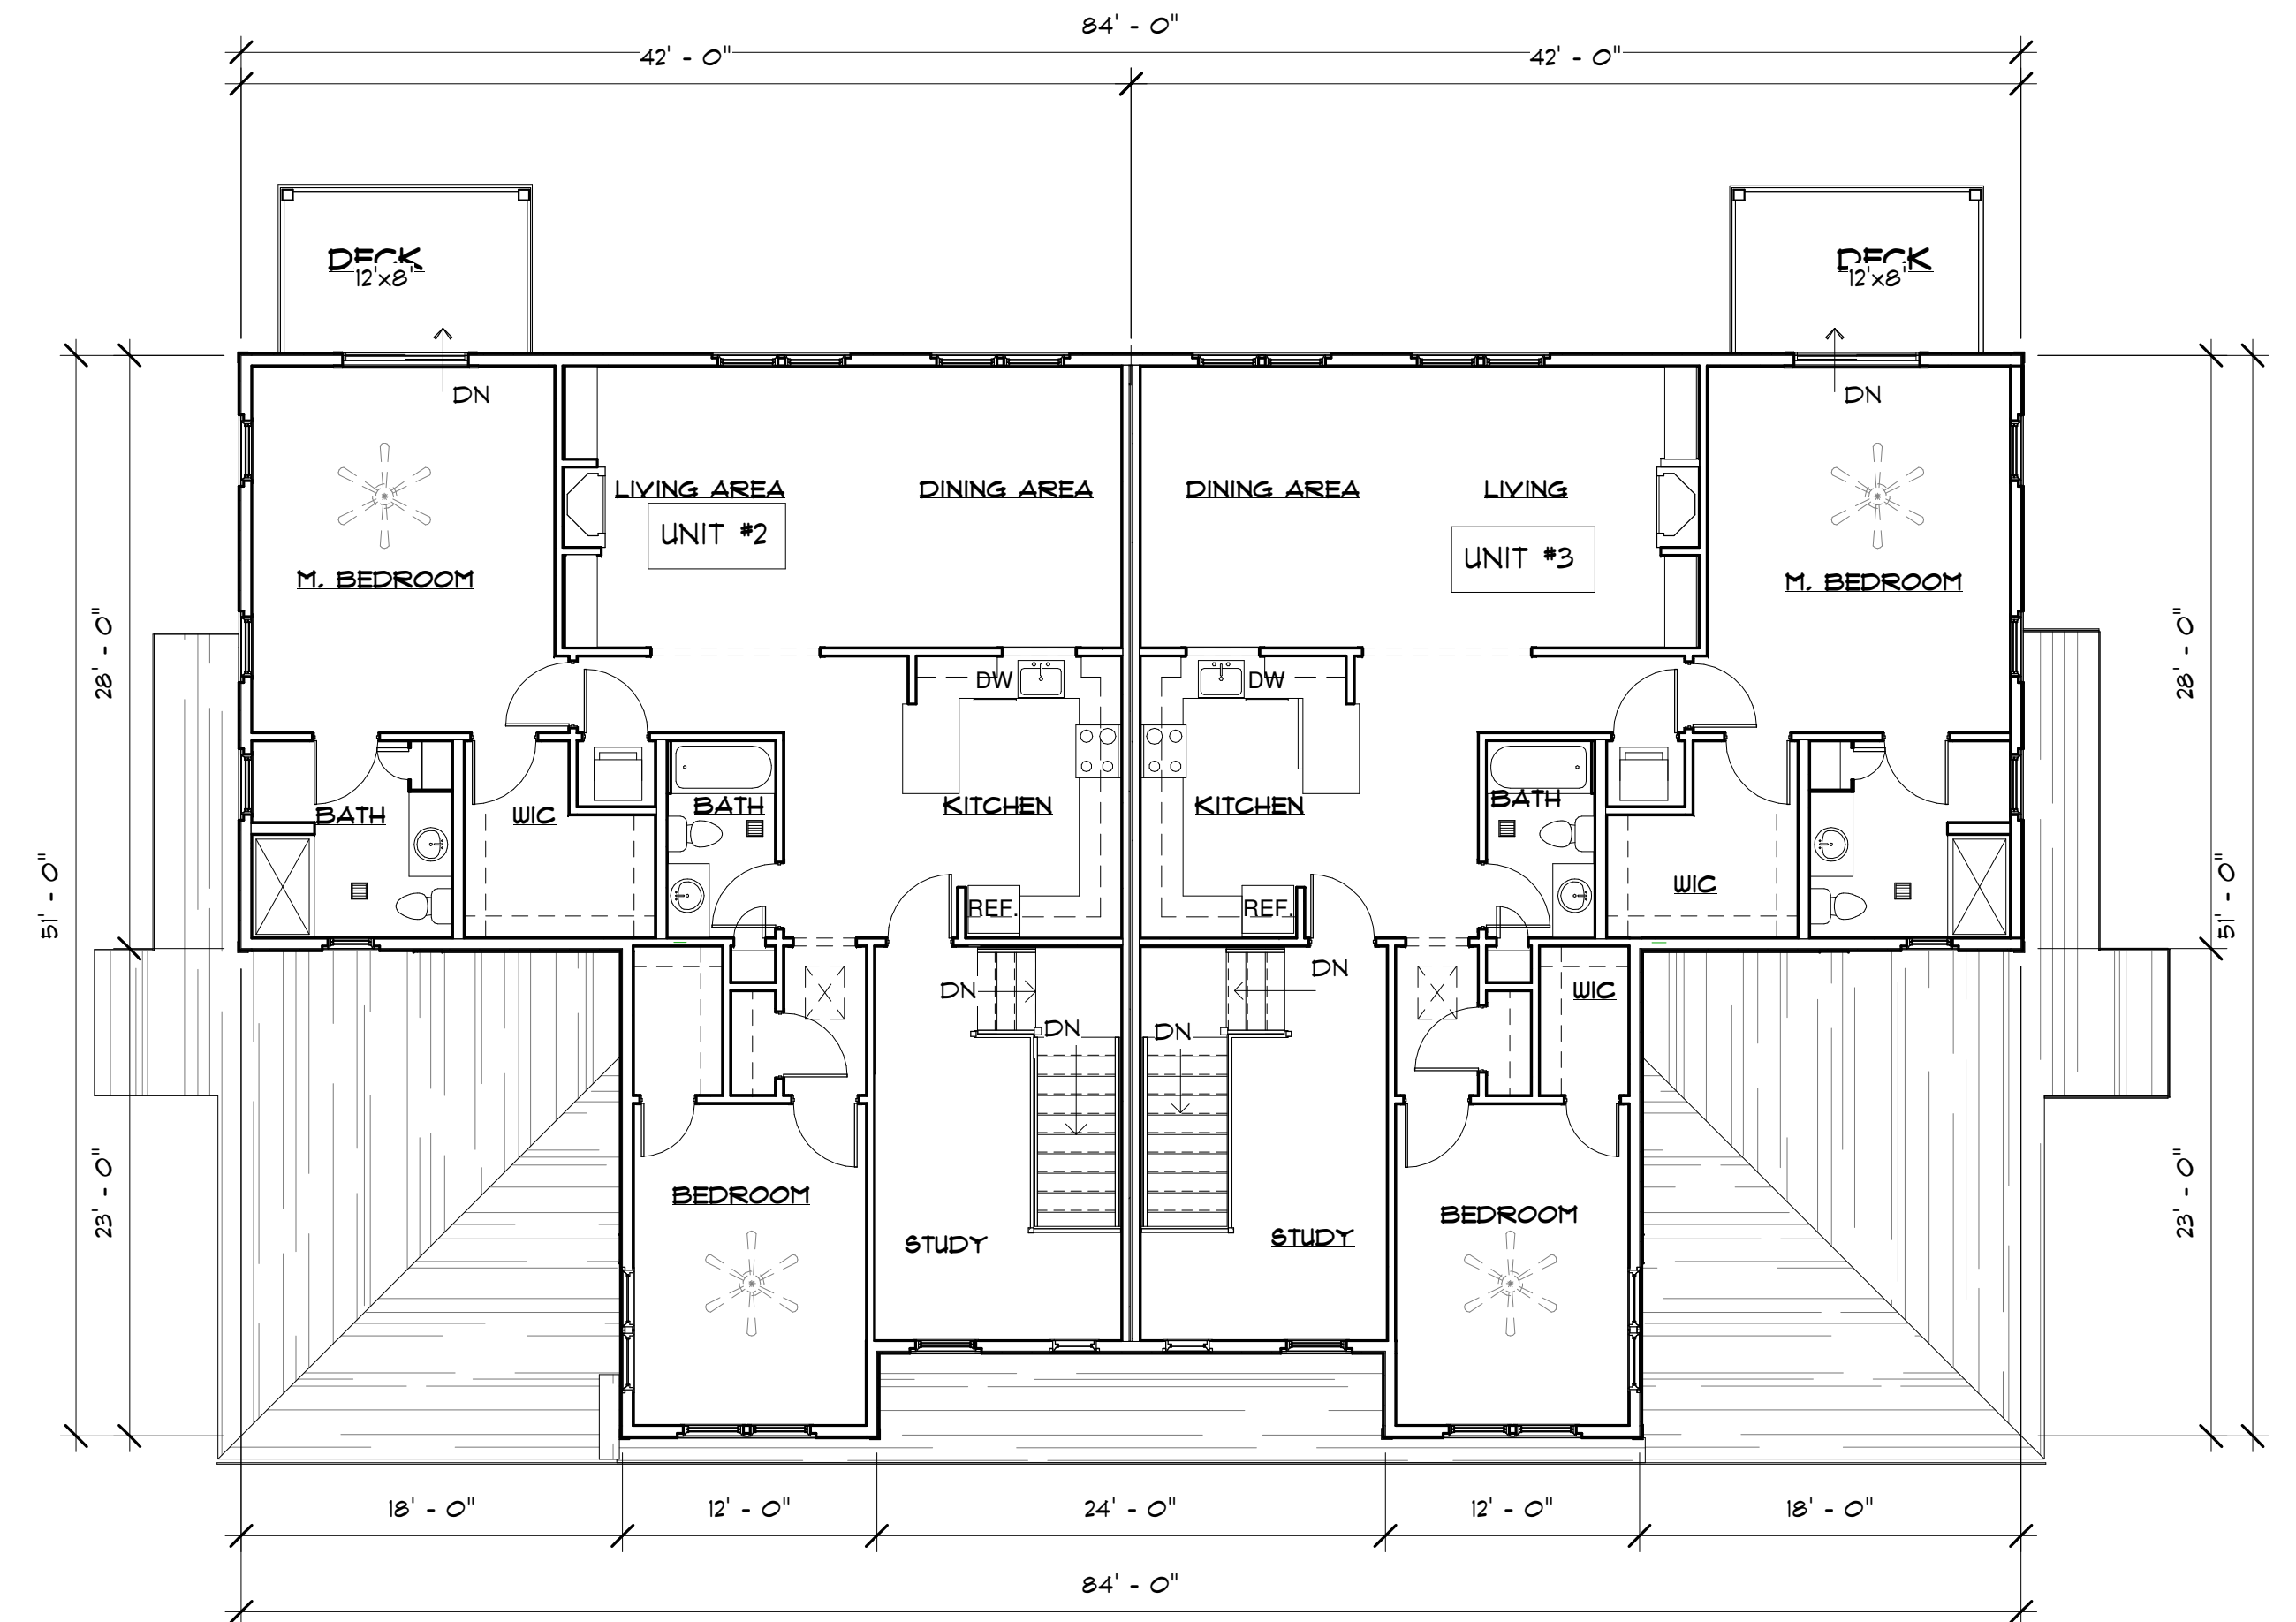 84' - 0"
42' - 0"
42' - 0"
DECK
12'x8'
DECK
12'x8'
DN
DN
LIVING AREA
DINING AREA
DINING AREA
LIVING
UNIT #2
UNIT #3
M. BEDROOM
M. BEDROOM
28' - 0"
28' - 0"
DW
DW
BATH
WIC
BATH
KITCHEN
KITCHEN
BATH
WIC
51' - 0"
51' - 0"
REF.
REF.
DN
DN
DN
DN
WIC
23' - 0"
23' - 0"
BEDROOM
BEDROOM
STUDY
STUDY
18' - 0"
12' - 0"
24' - 0"
12' - 0"
18' - 0"
84' - 0"